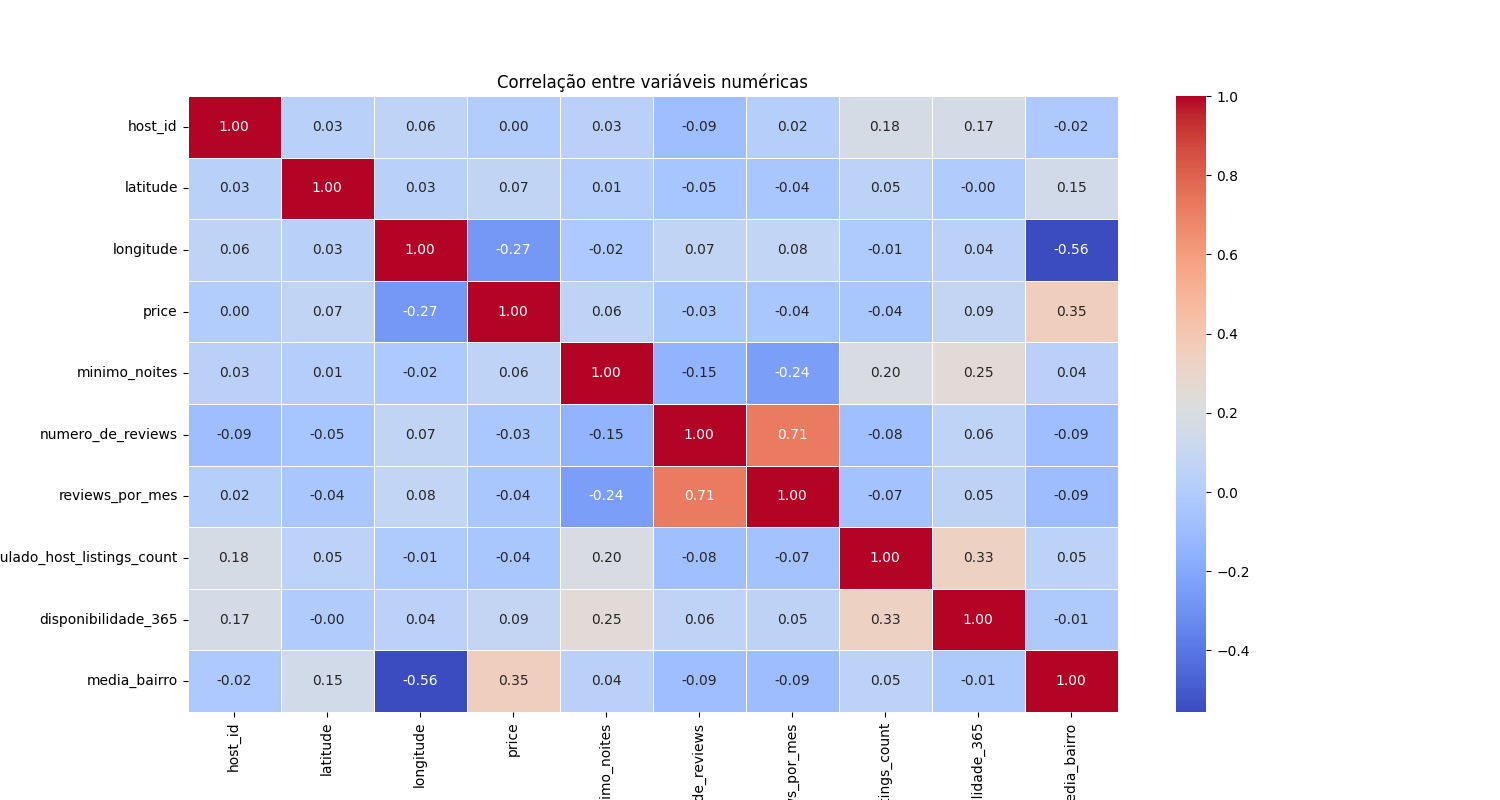 Correlação entre variáveis numéricas
host_id 1.00 0.03 0.06 0.00 0.03 -0.09 0.02 0.18 0.17 -0.02
latitude 0.03 1.00 0.03 0.07 0.01 -0.05 -0.04 0.05 -0.00 0.15
longitude 0.06 0.03 1.00 -0.27 -0.02 0.07 0.08 -0.01 0.04 -0.56
price 0.00 0.07 -0.27 1.00 0.06 -0.03 -0.04 -0.04 0.09 0.35
minimo_noites 0.03 0.01 -0.02 0.06 1.00 -0.15 -0.24 0.20 0.25 0.04
numero_de_reviews -0.09 -0.05 0.07 -0.03 -0.15 1.00 0.71 -0.08 0.06 -0.09
reviews_por_mes 0.02 -0.04 0.08 -0.04 -0.24 0.71 1.00 -0.07 0.05 -0.09
ulado_host_listings_count 0.18 0.05 -0.01 -0.04 0.20 -0.08 -0.07 1.00 0.33 0.05
disponibilidade_365 0.17 -0.00 0.04 0.09 0.25 0.06 0.05 0.33 1.00 -0.01
media_bairro -0.02 0.15 -0.56 0.35 0.04 -0.09 -0.09 0.05 -0.01 1.00
host_id
latitude
longitude
price
imo_noites
de_reviews
s_por_mes
tings_count
lidade_365
edia_bairro
1.0
0.8
0.6
0.4
0.2
0.0
−0.2
−0.4